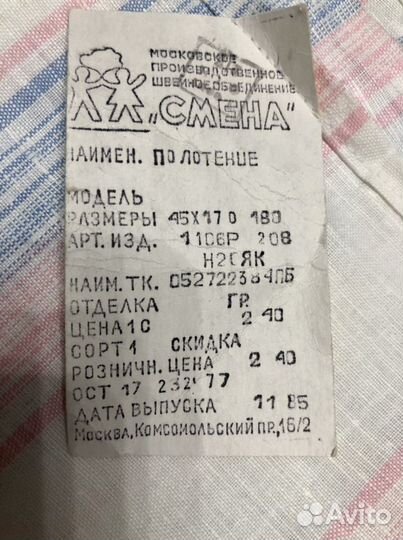 МОСКОВСКОЕ
ПРОИЗВОДСТВЕННОЕ
ШВЕЙНОЕ ОБЪЕДИНЕНИЕ
„СМЕНА"
НАИМЕН. ПОЛОТЕНЦЕ
МОДЕЛЬ
РАЗМЕРЫ 45Х170 180
АРТ. ИЗД. 1106Р 208
НАИМ. ТК.
ОТДЕЛКА ГР.
ЦЕНА 1С 2 40
СОРТ 1 СКИДКА
РОЗНИЧН. ЦЕНА 2 40
ОСТ 17 77
ДАТА ВЫПУСКА 11 85
МОСКВА, КОМСОМОЛЬСКИЙ ПР., 16/2
Avito